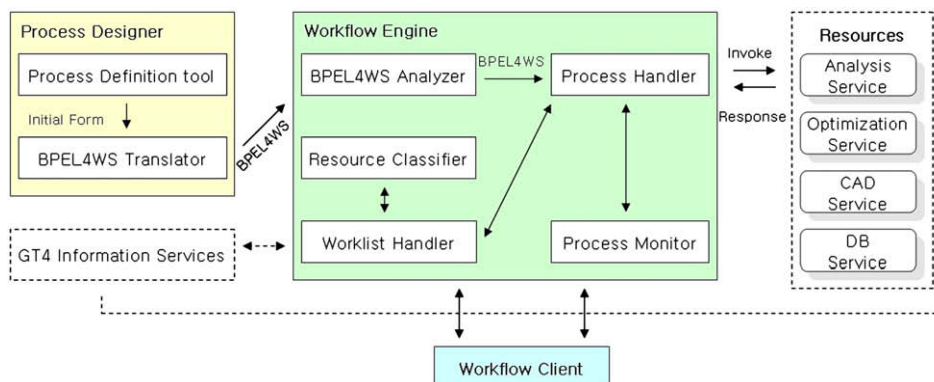 Process Designer
Process Definition tool
Initial Form
BPEL4WS Translator
BPEL4WS
GT4 Information Services
Workflow Engine
BPEL4WS Analyzer
BPEL4WS
Process Handler
Resource Classifier
Worklist Handler
Process Monitor
Invoke
Response
Resources
Analysis
Service
Optimization
Service
CAD
Service
DB
Service
Workflow Client